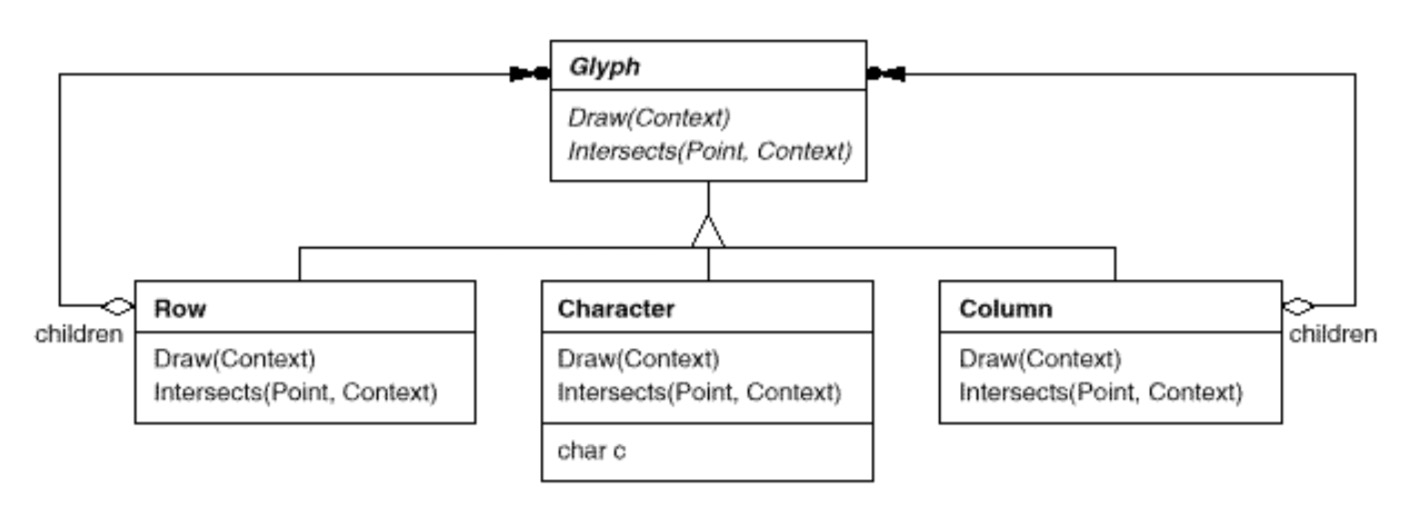 Glyph
Draw(Context)
Intersects(Point, Context)
children
Row
Draw(Context)
Intersects(Point, Context)
Character
Draw(Context)
Intersects(Point, Context)
char c
Column
Draw(Context)
Intersects(Point, Context)
children